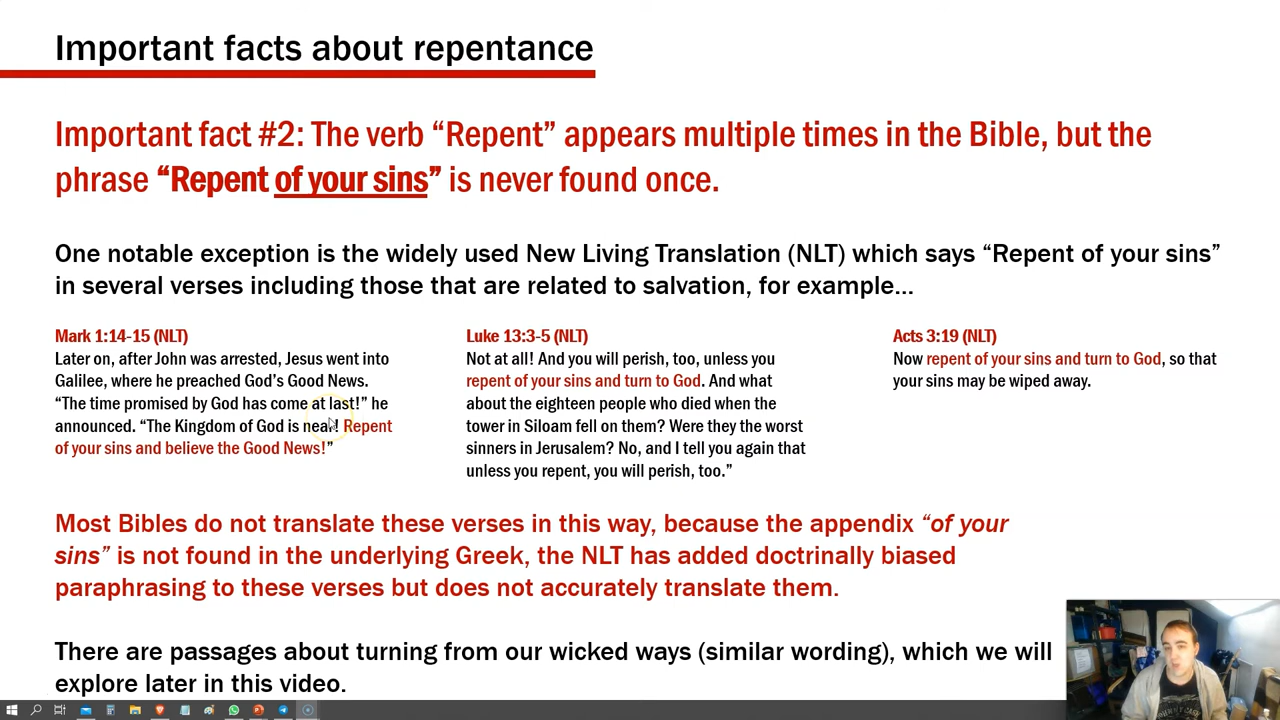 Important facts about repentance
Important fact #2: The verb “Repent” appears multiple times in the Bible, but the
phrase “Repent of your sins” is never found once.
One notable exception is the widely used New Living Translation (NLT) which says “Repent of your sins”
in several verses including those that are related to salvation, for example...
Mark 1:14-15 (NLT)
Later on, after John was arrested, Jesus went into
Galilee, where he preached God’s Good News.
“The time promised by God has come at last!” he
announced. “The Kingdom of God is near! Repent
of your sins and believe the Good News!”
Luke 13:3-5 (NLT)
Not at all! And you will perish, too, unless you
repent of your sins and turn to God. And what
about the eighteen people who died when the
tower in Siloam fell on them? Were they the worst
sinners in Jerusalem? No, and I tell you again that
unless you repent, you will perish, too.”
Acts 3:19 (NLT)
Now repent of your sins and turn to God, so that
your sins may be wiped away.
Most Bibles do not translate these verses in this way, because the appendix “of your
sins” is not found in the underlying Greek, the NLT has added doctrinally biased
paraphrasing to these verses but does not accurately translate them.
There are passages about turning from our wicked ways (similar wording), which we will
explore later in this video.